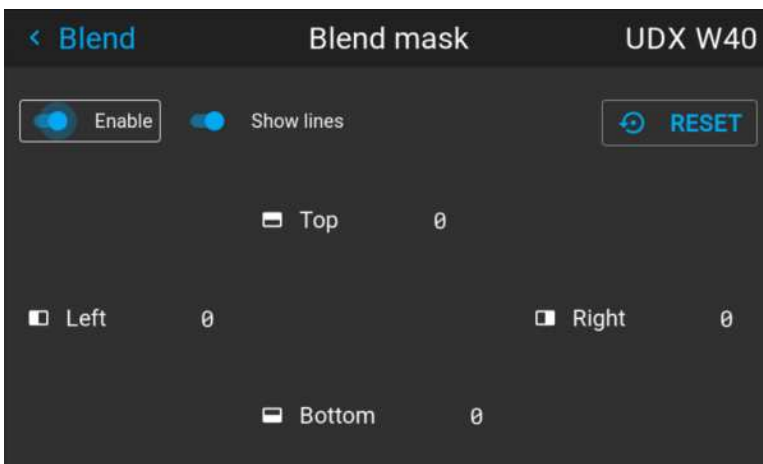 < Blend Blend mask UDX W40
Enable Show lines RESET
Top 0
Left 0 Right 0
Bottom 0